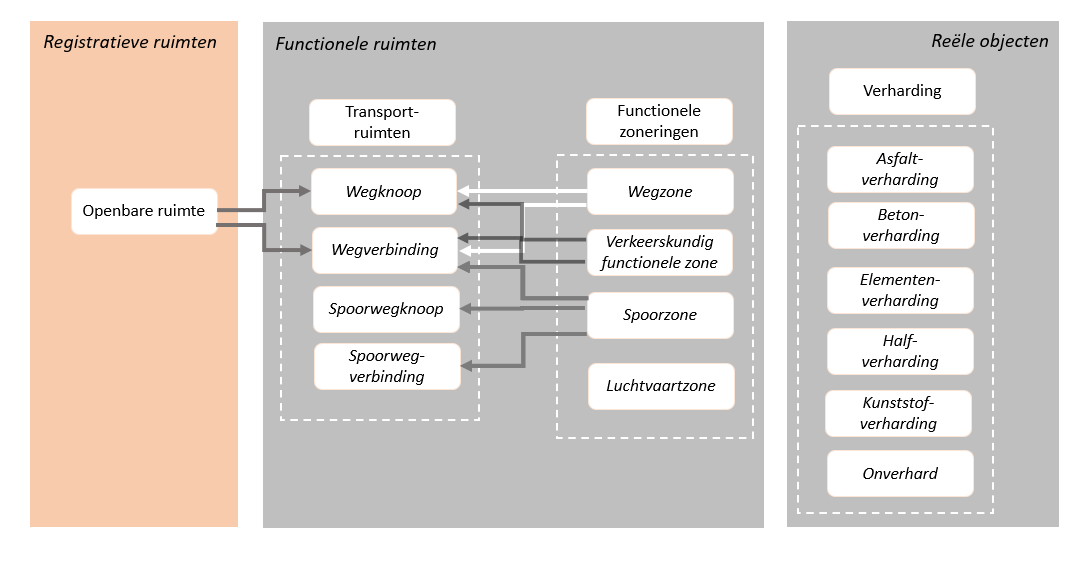 Registratieve ruimten
Openbare ruimte
Functionele ruimten
Transport-
ruimten
Wegknoop
Wegverbinding
Spoorwegknoop
Spoorweg-
verbinding
Functionele
zoneringen
Wegzone
Verkeerskundig
functionele zone
Spoorzone
Luchtvaartzone
Reële objecten
Verharding
Asfalt-
verharding
Beton-
verharding
Elementen-
verharding
Half-
verharding
Kunststof-
verharding
Onverhard